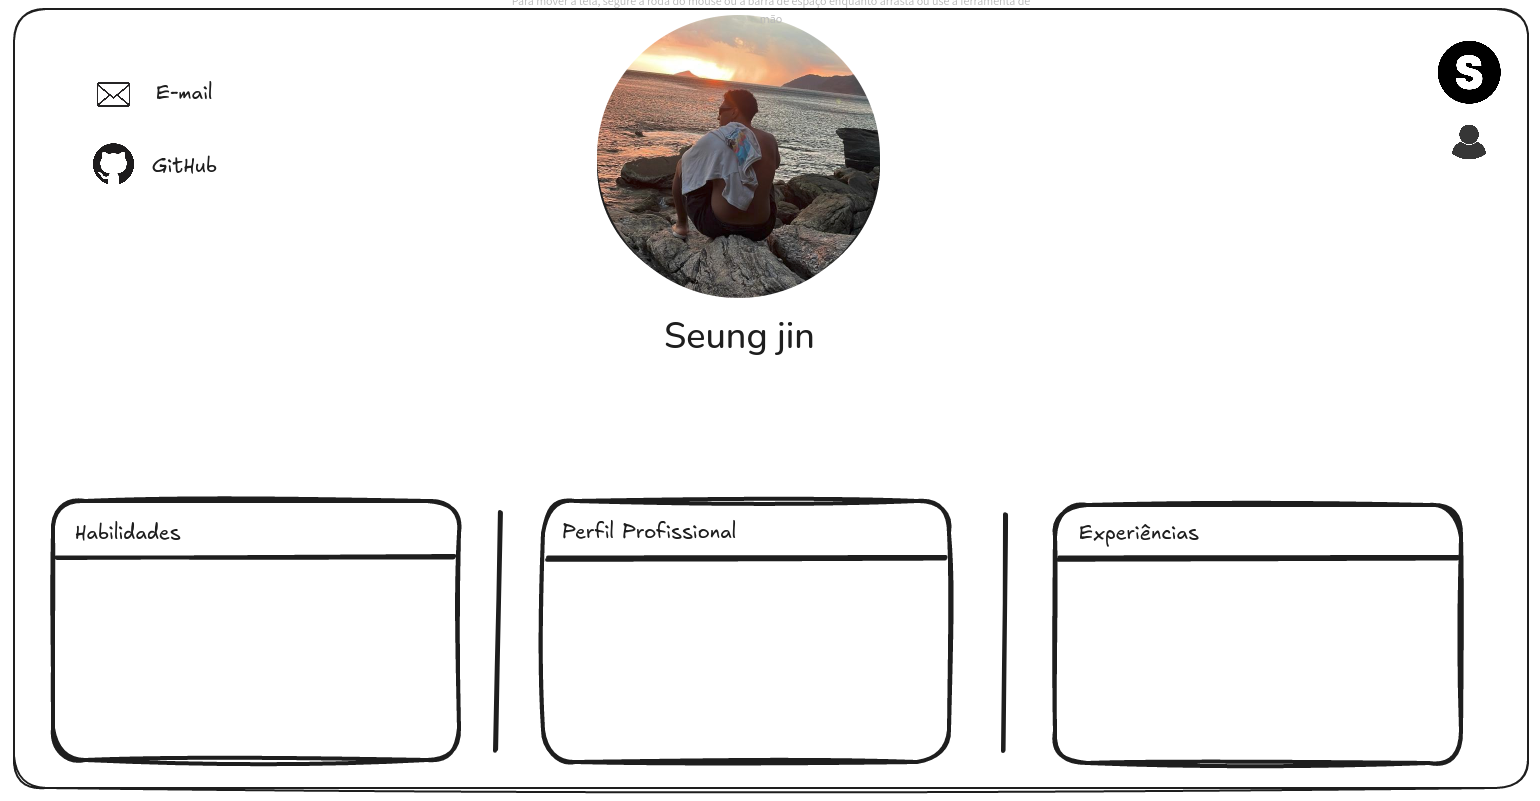 Para mover a tela, segure a roda do mouse ou a barra de espaço enquanto arrasta ou use a ferramenta de
mão
E-mail
GitHub
S
Seung jin
Habilidades
Perfil Profissional
Experiências